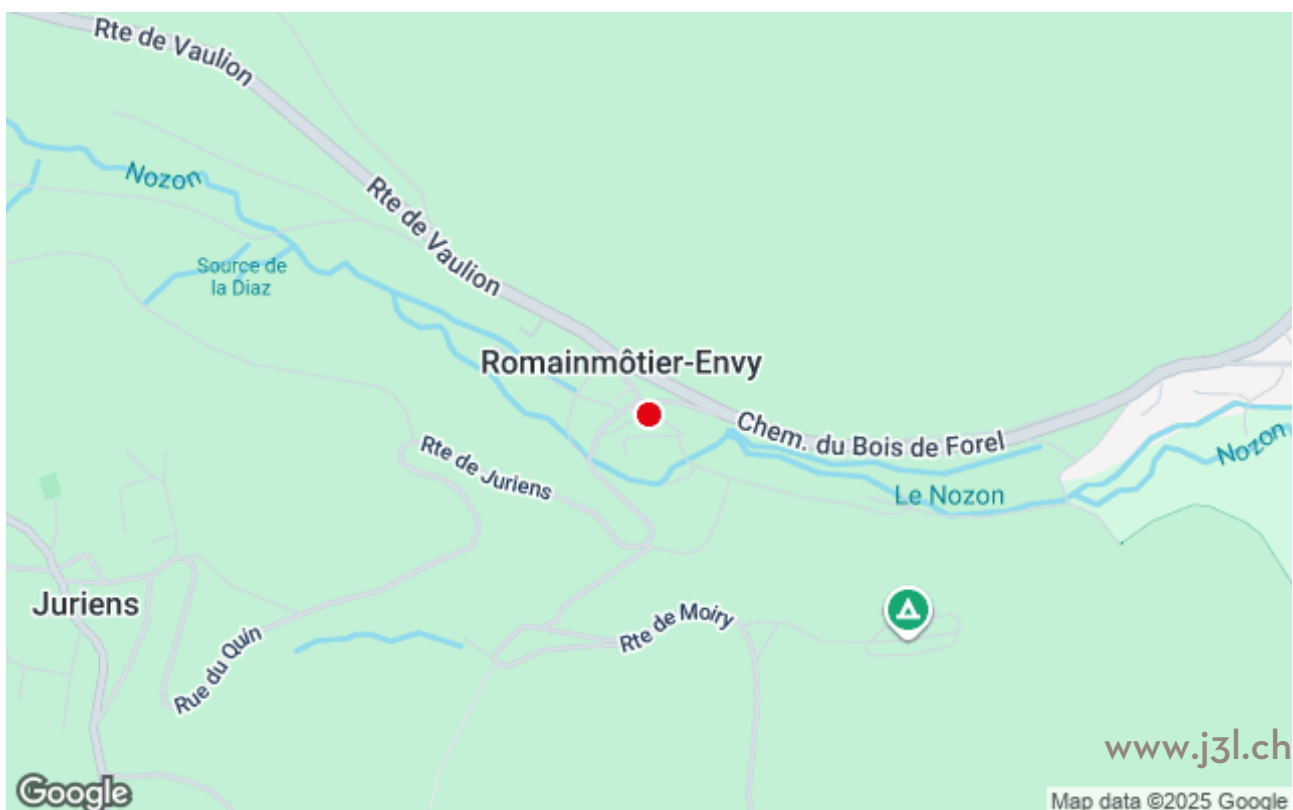 Rte de Vaulion
Nozon
Rte de Vaulion
Source de
la Diaz
Romainmôtier-Envy
Chem. du Bois de Forel
Rte de Juriens
Nozon
Le Nozon
Juriens
Rte de Moiry
Rue du Quin
www.j3l.ch
Google
Map data ©2025 Google